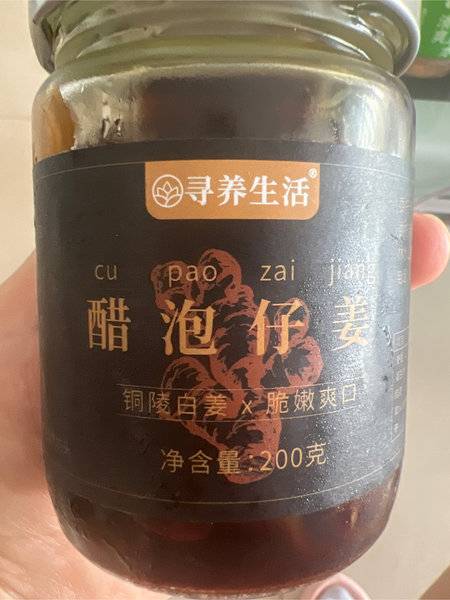 寻养生活®
cu pao zai jiang
醋泡仔姜
铜陵白姜 x 脆嫩爽口
净含量:200克